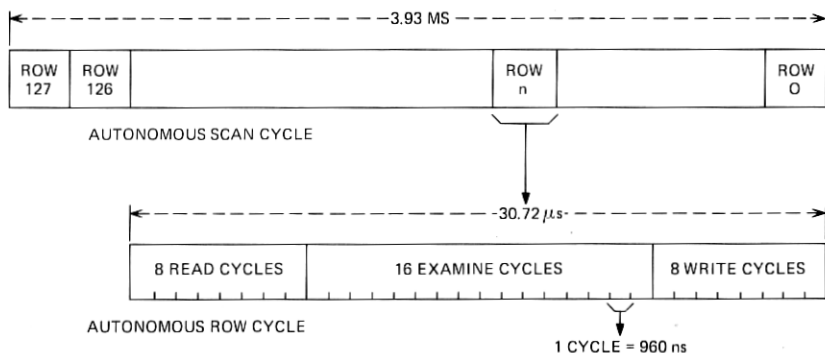 3.93 MS
ROW 127
ROW 126
ROW n
ROW O
AUTONOMOUS SCAN CYCLE
30.72 μs
8 READ CYCLES
16 EXAMINE CYCLES
8 WRITE CYCLES
AUTONOMOUS ROW CYCLE
1 CYCLE = 960 ns